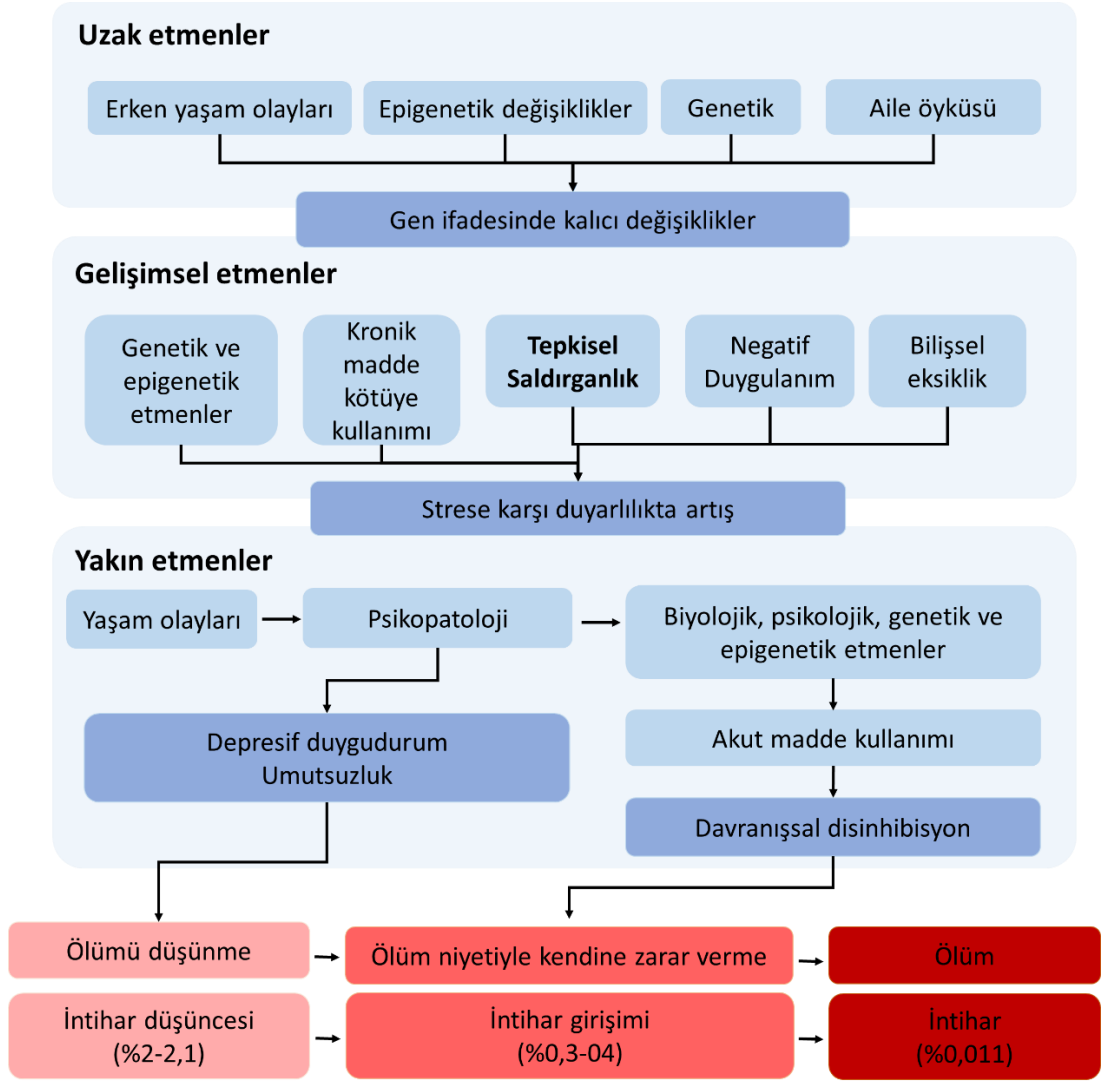 Uzak etmenler
Erken yaşam olayları
Epigenetik değişiklikler
Genetik
Aile öyküsü
Gen ifadesinde kalıcı değişiklikler
Gelişimsel etmenler
Genetik ve
epigenetik
etmenler
Kronik
madde
kötüye
kullanımı
Tepkisel
Saldırganlık
Negatif
Duygulanım
Bilişsel
eksiklik
Strese karşı duyarlılıkta artış
Yakın etmenler
Yaşam olayları
Psikopatoloji
Biyolojik, psikolojik, genetik ve
epigenetik etmenler
Depresif duygudurum
Umutsuzluk
Akut madde kullanımı
Davranışsal disinhibisyon
Ölümü düşünme
Ölüm niyetiyle kendine zarar verme
Ölüm
İntihar düşüncesi
(%2-2,1)
İntihar girişimi
(%0,3-04)
İntihar
(%0,011)